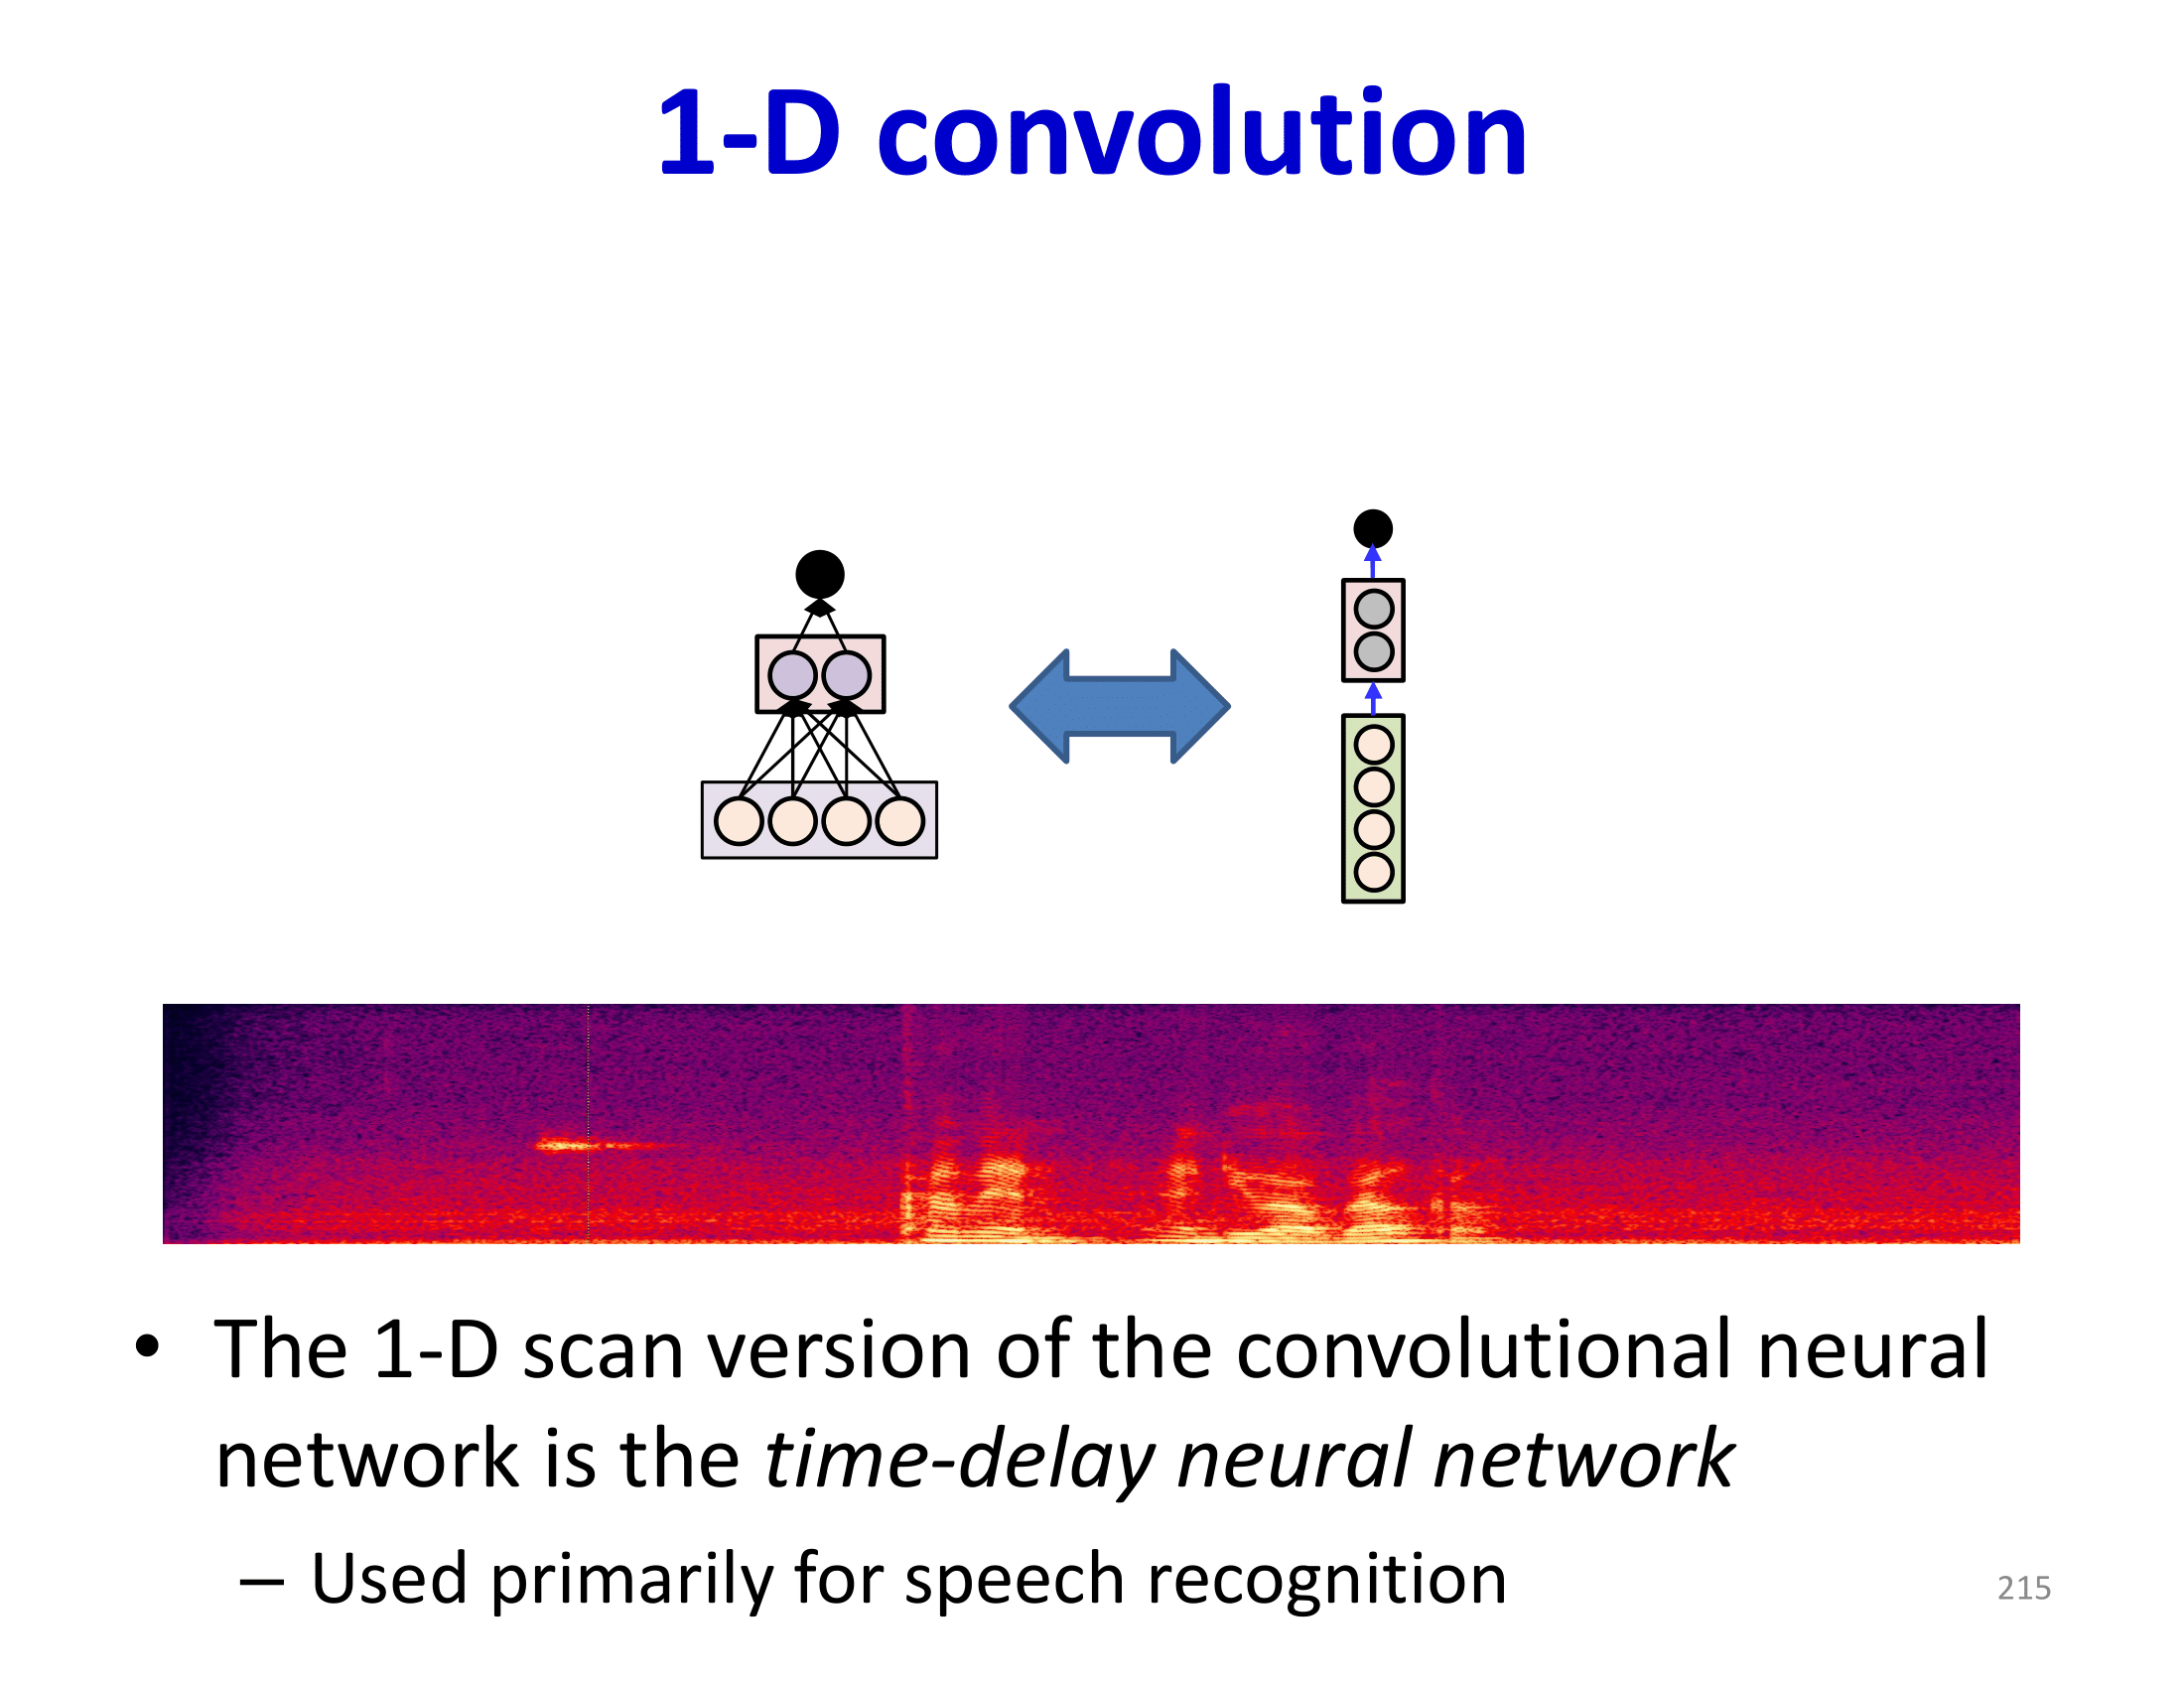 1-D convolution
• The 1-D scan version of the convolutional neural
network is the time-delay neural network
– Used primarily for speech recognition
215